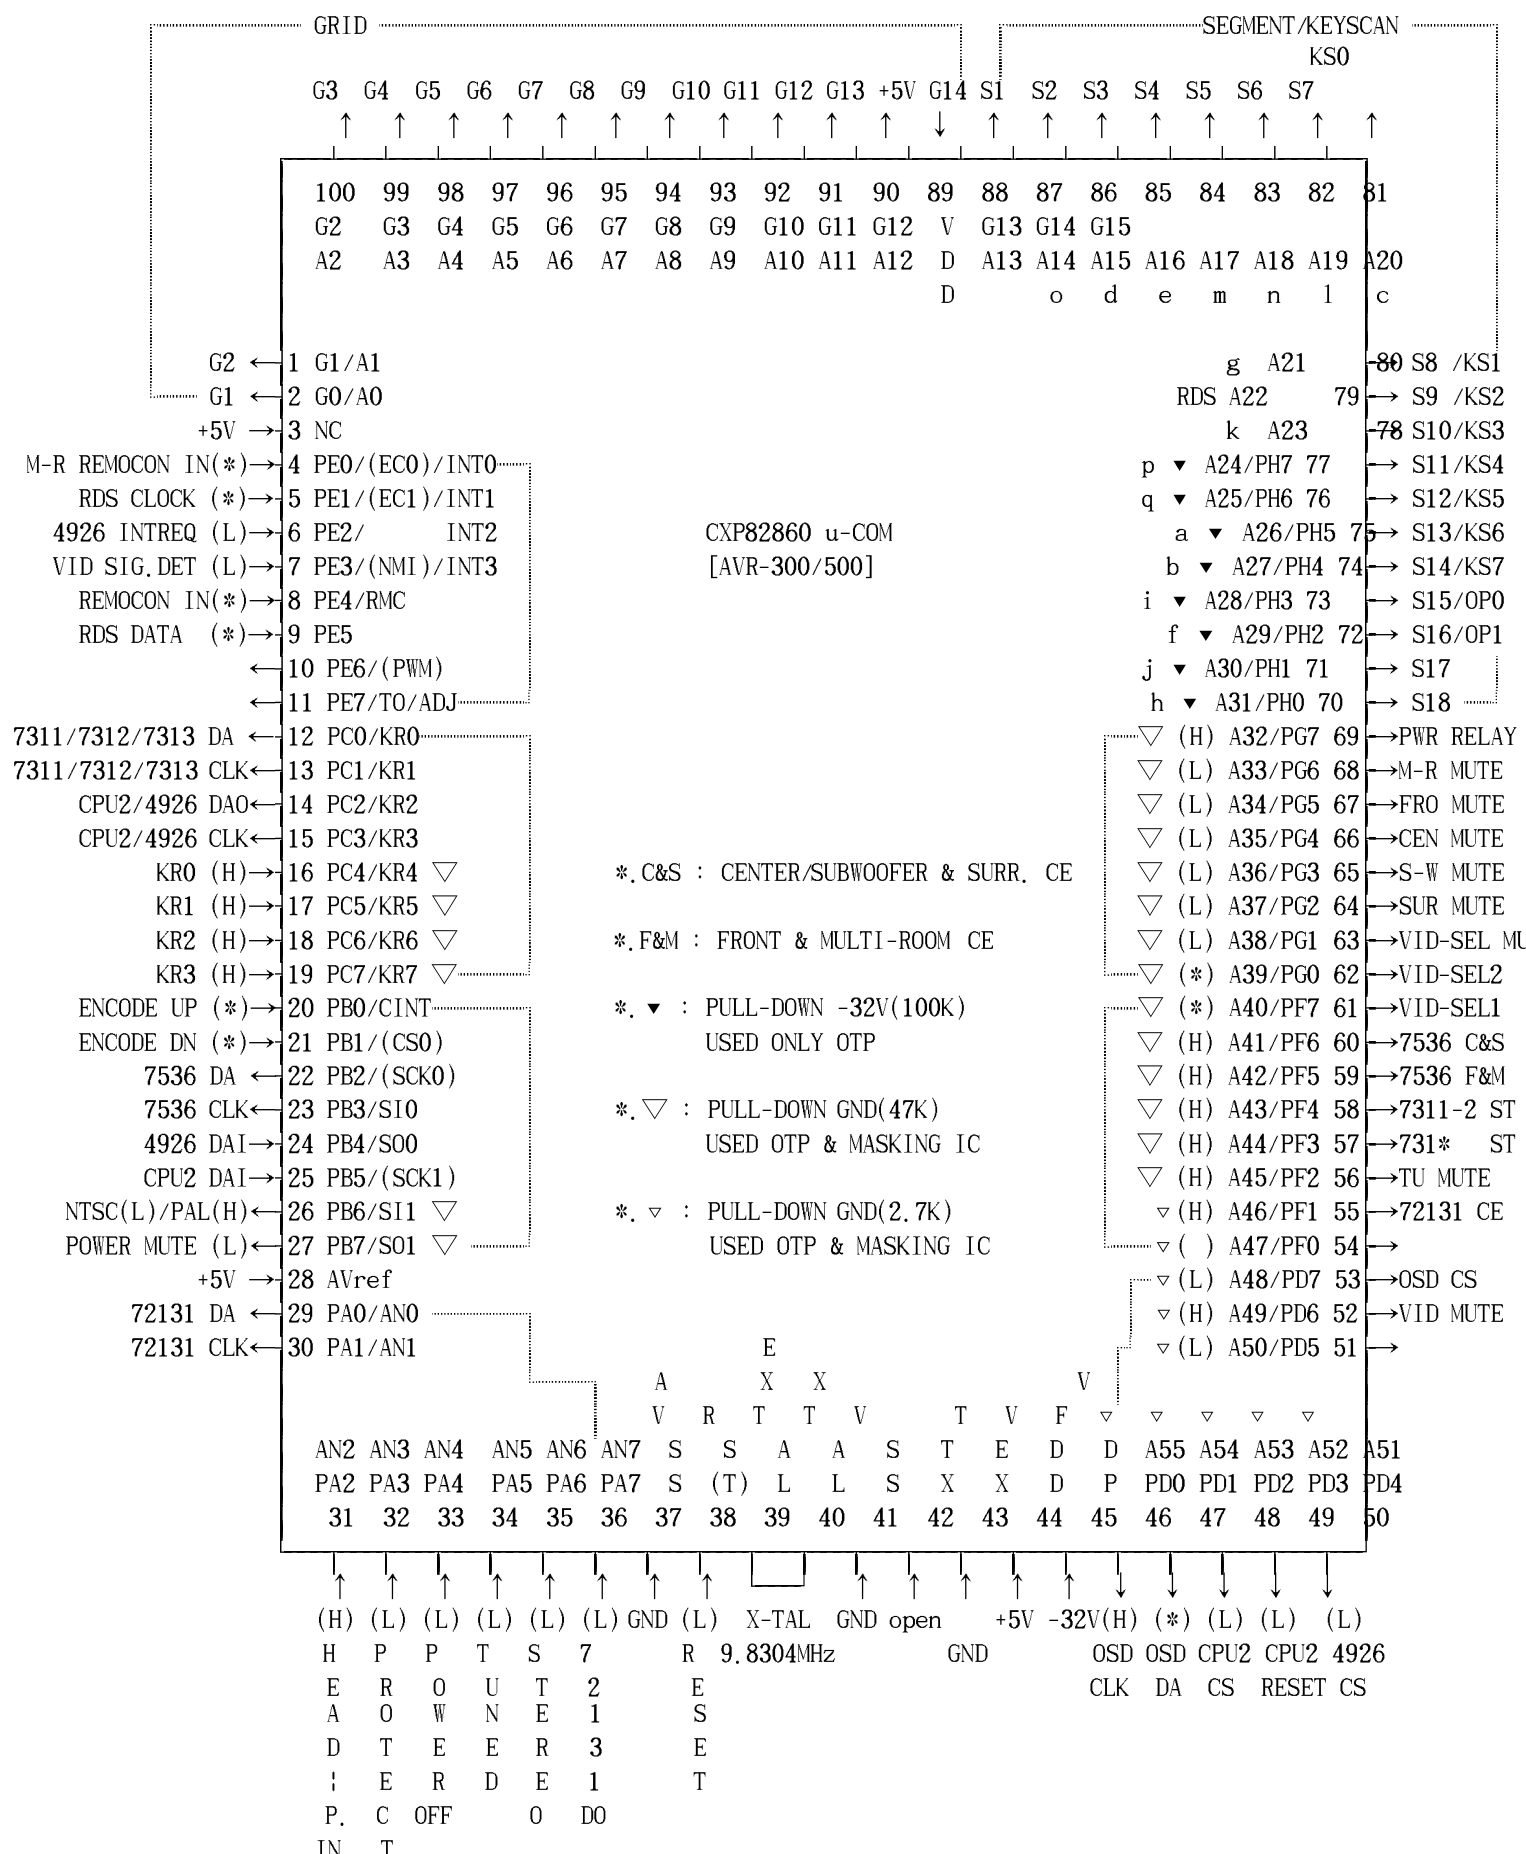 GRID SEGMENT/KEYSCAN
KS0
G3 G4 G5 G6 G7 G8 G9 G10 G11 G12 G13 +5V G14 S1 S2 S3 S4 S5 S6 S7
↑ ↑ ↑ ↑ ↑ ↑ ↑ ↑ ↑ ↑ ↑ ↓ ↑ ↑ ↑ ↑ ↑ ↑ ↑ ↑
100 99 98 97 96 95 94 93 92 91 90 89 88 87 86 85 84 83 82 81
G2 G3 G4 G5 G6 G7 G8 G9 G10 G11 G12 V G13 G14 G15
A2 A3 A4 A5 A6 A7 A8 A9 A10 A11 A12 D A13 A14 A15 A16 A17 A18 A19 A20
D o d e m n l c
G2 ← 1 G1/A1 g A21 80→ S8 /KS1
G1 ← 2 G0/A0 RDS A22 79 → S9 /KS2
+5V → 3 NC k A23 78→ S10/KS3
M-R REMOCON IN(*)→ 4 PE0/(EC0)/INT0 p ▼ A24/PH7 77 → S11/KS4
RDS CLOCK (*)→ 5 PE1/(EC1)/INT1 q ▼ A25/PH6 76 → S12/KS5
4926 INTREQ (L)→ 6 PE2/ INT2 CXP82860 u-COM a ▼ A26/PH5 75→ S13/KS6
VID SIG.DET (L)→ 7 PE3/(NMI)/INT3 [AVR-300/500] b ▼ A27/PH4 74 → S14/KS7
REMOCON IN(*)→ 8 PE4/RMC i ▼ A28/PH3 73 → S15/OP0
RDS DATA (*)→ 9 PE5 f ▼ A29/PH2 72 → S16/OP1
← 10 PE6/(PWM) j ▼ A30/PH1 71 → S17
← 11 PE7/TO/ADJ h ▼ A31/PH0 70 → S18
7311/7312/7313 DA ← 12 PC0/KR0 ▽ (H) A32/PG7 69 →PWR RELAY
7311/7312/7313 CLK← 13 PC1/KR1 ▽ (L) A33/PG6 68 →M-R MUTE
CPU2/4926 DAO← 14 PC2/KR2 ▽ (L) A34/PG5 67 →FRO MUTE
CPU2/4926 CLK← 15 PC3/KR3 ▽ (L) A35/PG4 66 →CEN MUTE
KR0 (H)→ 16 PC4/KR4 ▽ *.C&S : CENTER/SUBWOOFER & SURR. CE ▽ (L) A36/PG3 65 →S-W MUTE
KR1 (H)→ 17 PC5/KR5 ▽ ▽ (L) A37/PG2 64 →SUR MUTE
KR2 (H)→ 18 PC6/KR6 ▽ *.F&M : FRONT & MULTI-ROOM CE ▽ (L) A38/PG1 63 →VID-SEL MU
KR3 (H)→ 19 PC7/KR7 ▽ ▽ (*) A39/PG0 62 →VID-SEL2
ENCODE UP (*)→ 20 PB0/CINT *. ▼ : PULL-DOWN -32V(100K) ▽ (*) A40/PF7 61 →VID-SEL1
ENCODE DN (*)→ 21 PB1/(CS0) USED ONLY OTP ▽ (H) A41/PF6 60 →7536 C&S
7536 DA ← 22 PB2/(SCK0) ▽ (H) A42/PF5 59 →7536 F&M
7536 CLK← 23 PB3/SI0 *. ▽ : PULL-DOWN GND(47K) ▽ (H) A43/PF4 58 →7311-2 ST
4926 DAI→ 24 PB4/SO0 USED OTP & MASKING IC ▽ (H) A44/PF3 57 →731* ST
CPU2 DAI→ 25 PB5/(SCK1) ▽ (H) A45/PF2 56 →TU MUTE
NTSC(L)/PAL(H)← 26 PB6/SI1 ▽ *. ▿ : PULL-DOWN GND(2.7K) ▿ (H) A46/PF1 55 →72131 CE
POWER MUTE (L)← 27 PB7/SO1 ▽ USED OTP & MASKING IC ▿ ( ) A47/PF0 54 →
+5V → 28 AVref ▿ (L) A48/PD7 53 →OSD CS
72131 DA ← 29 PA0/AN0 ▿ (H) A49/PD6 52 →VID MUTE
72131 CLK← 30 PA1/AN1 E ▿ (L) A50/PD5 51 →
A X X V
V R T T V T V F ▿ ▿ ▿ ▿ ▿
AN2 AN3 AN4 AN5 AN6 AN7 S S A A S T E D D A55 A54 A53 A52 A51
PA2 PA3 PA4 PA5 PA6 PA7 S (T) L L S X X D P PD0 PD1 PD2 PD3 PD4
31 32 33 34 35 36 37 38 39 40 41 42 43 44 45 46 47 48 49 50
↑ ↑ ↑ ↑ ↑ ↑ ↑ ↑ ↑ ↑ ↑ ↑ ↑ ↓ ↓ ↓ ↓ ↓
(H) (L) (L) (L) (L) (L) GND (L) X-TAL GND open +5V -32V(H) (*) (L) (L) (L)
H P P T S 7 R 9.8304MHz GND OSD OSD CPU2 CPU2 4926
E R O U T 2 E CLK DA CS RESET CS
A O W N E 1 S
D T E E R 3 E
¦ E R D E 1 T
P. C OFF O DO
IN T